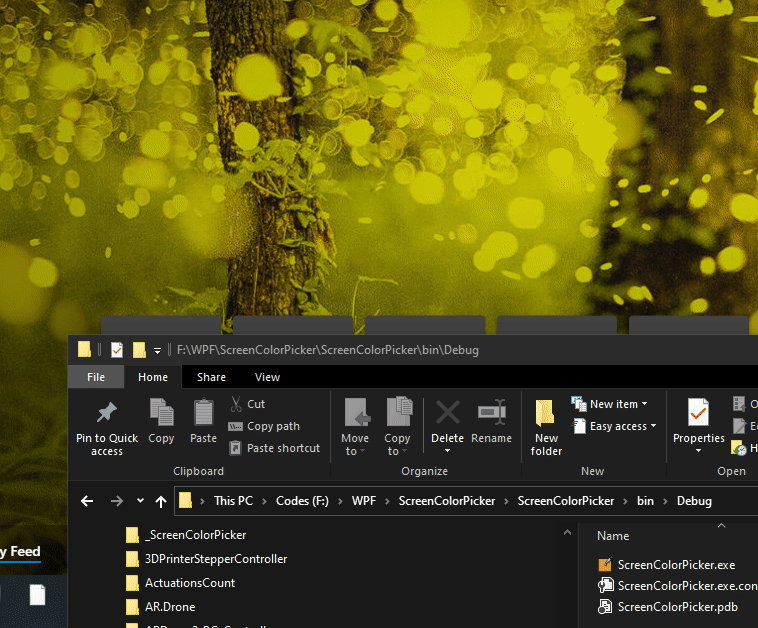 F:\WPF\ScreenColorPicker\ScreenColorPicker\bin\Debug
File Home Share View
Pin to Quick access
Copy
Paste
Cut
Copy path
Paste shortcut
Clipboard
Move to
Copy to
Delete
Rename
Organize
New folder
New item
Easy access
New
Properties
Open
This PC > Codes (F:) > WPF > ScreenColorPicker > ScreenColorPicker > bin > Debug
_ScreenColorPicker
3DPrinterStepperController
ActuationsCount
AR.Drone
Name
ScreenColorPicker.exe
ScreenColorPicker.exe.con
ScreenColorPicker.pdb
y Feed